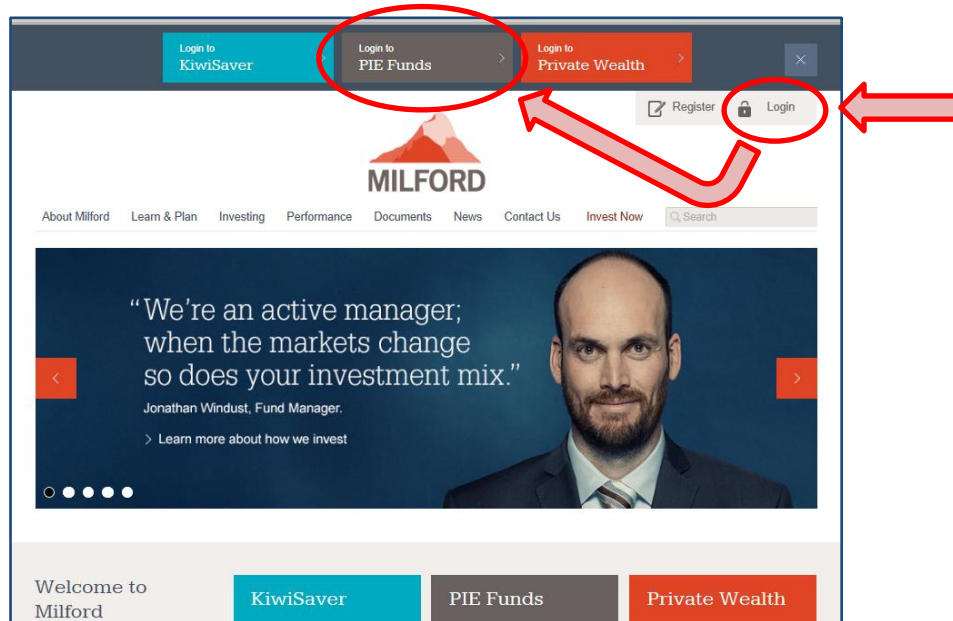 Login to
KiwiSaver
Login to
PIE Funds
Login to
Private Wealth
Register
Login
MILFORD
About Milford Learn & Plan Investing Performance Documents News Contact Us Invest Now Search
“We're an active manager;
when the markets change
so does your investment mix.”
Jonathan Windust, Fund Manager.
> Learn more about how we invest
Welcome to
Milford
KiwiSaver
PIE Funds
Private Wealth